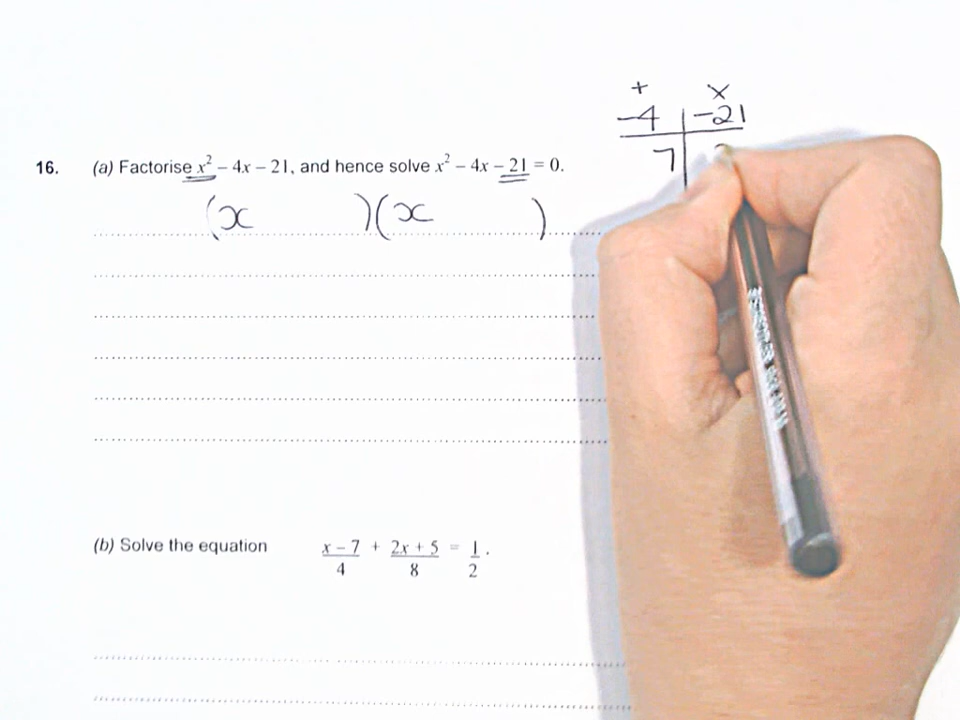 + x
-4 -21
7
16. (a) Factorise x² – 4x – 21, and hence solve x² – 4x – 21 = 0.
(x )(x )
(b) Solve the equation x – 7 + 2x + 5 = 1 .
4 8 2